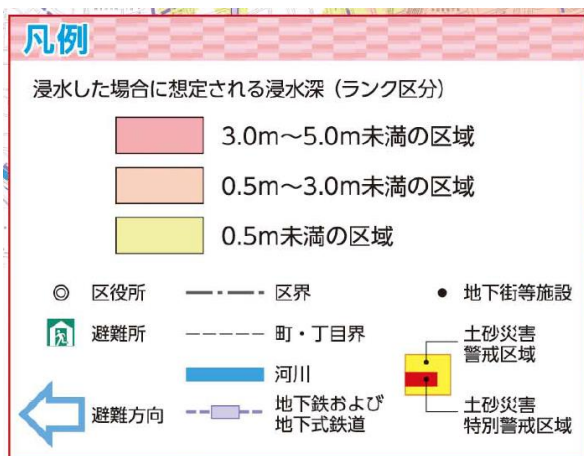 凡例
浸水した場合に想定される浸水深（ランク区分）
3.0m～5.0m未満の区域
0.5m～3.0m未満の区域
0.5m未満の区域
区役所
区界
地下街等施設
避難所
町・丁目界
土砂災害
警戒区域
河川
避難方向
地下鉄および
地下式鉄道
土砂災害
特別警戒区域